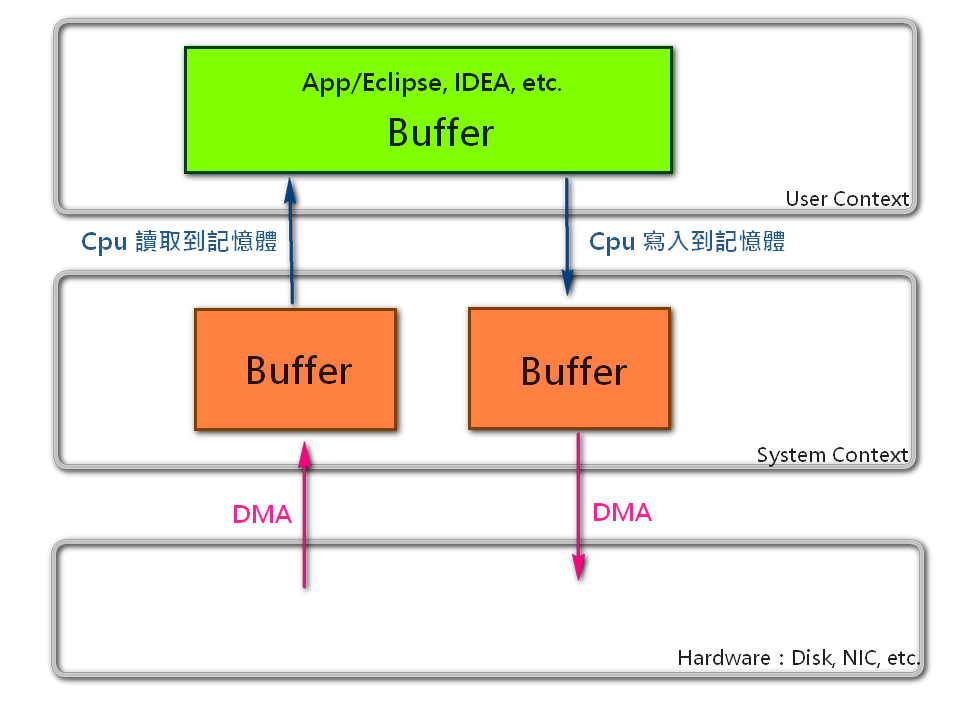 App/Eclipse, IDEA, etc.
Buffer
User Context
Cpu 讀取到記憶體
Cpu 寫入到記憶體
Buffer
Buffer
System Context
DMA
DMA
Hardware：Disk, NIC, etc.